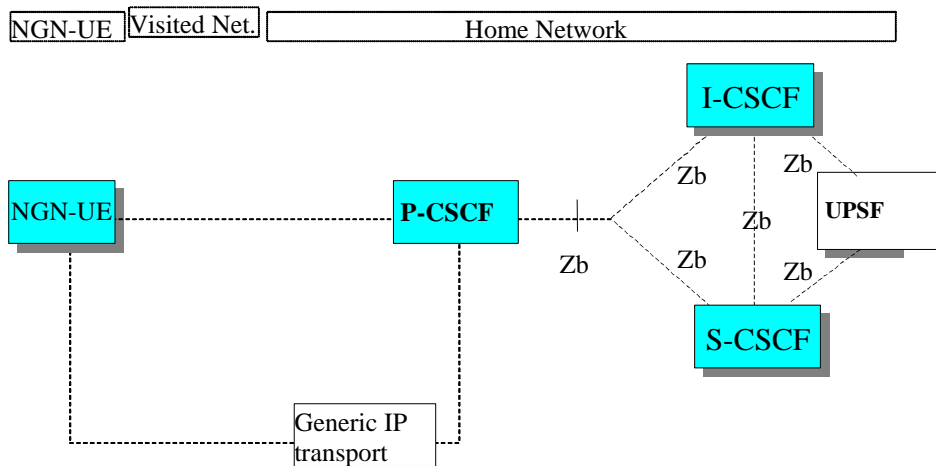 NGN-UE
Visited Net.
Home Network
I-CSCF
Zb
Zb
NGN-UE
P-CSCF
Zb
UPSF
Zb
Zb
Zb
S-CSCF
Generic IP
transport